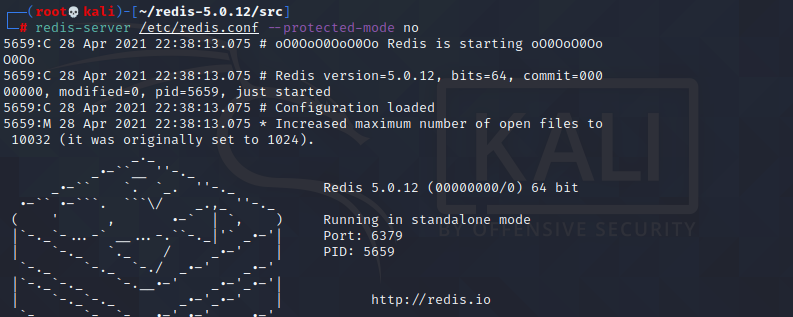 (root💀kali)-[~/redis-5.0.12/src]
# redis-server /etc/redis.conf --protected-mode no
5659:C 28 Apr 2021 22:38:13.075 # oO0OoO0OoO0Oo Redis is starting oO0OoO0Oo
O0Oo
5659:C 28 Apr 2021 22:38:13.075 # Redis version=5.0.12, bits=64, commit=000
00000, modified=0, pid=5659, just started
5659:C 28 Apr 2021 22:38:13.075 # Configuration loaded
5659:M 28 Apr 2021 22:38:13.075 * Increased maximum number of open files to
10032 (it was originally set to 1024).
Redis 5.0.12 (00000000/0) 64 bit
Running in standalone mode
Port: 6379
PID: 5659
http://redis.io
KALI
BY OFFENSIVE SECURITY